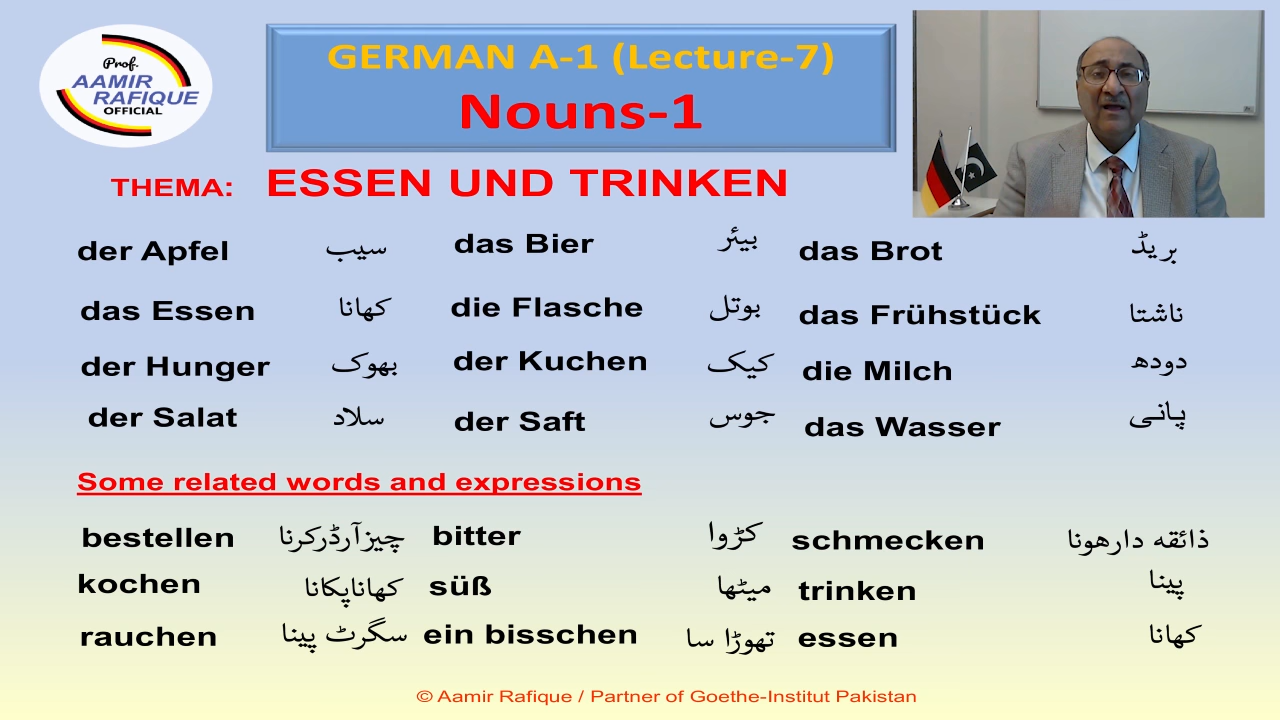 Prof.
AAMIR
RAFIQUE
OFFICIAL
GERMAN A-1 (Lecture-7)
Nouns-1
THEMA: ESSEN UND TRINKEN
der Apfel سیب das Bier بیئر das Brot بریڈ
das Essen کھانا die Flasche بوتل das Frühstück ناشتا
der Hunger بھوک der Kuchen کیک die Milch دودھ
der Salat سلاد der Saft جوس das Wasser پانی
Some related words and expressions
bestellen چیزآرڈرکرنا bitter کڑوا schmecken ذائقہ دارھونا
kochen کھاناپکانا süß میٹھا trinken پینا
rauchen سگرٹ پینا ein bisschen تھوڑا سا essen کھانا
© Aamir Rafique / Partner of Goethe-Institut Pakistan